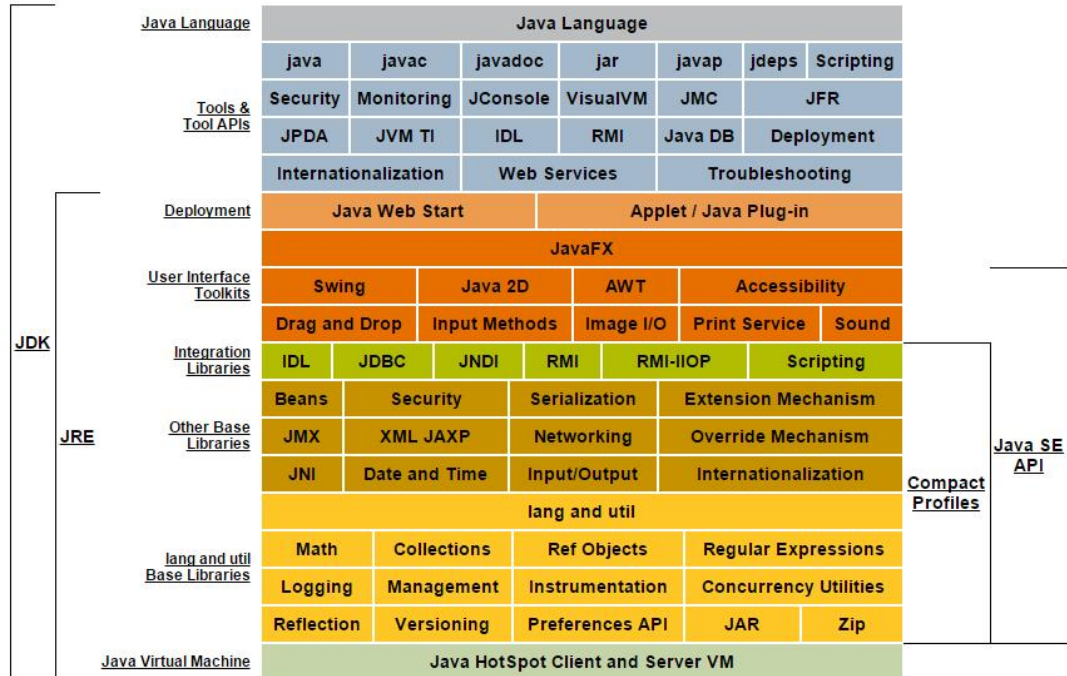 Java Language Java Language
java javac javadoc jar javap jdeps Scripting
Tools &
Tool APIs
Security Monitoring JConsole VisualVM JMC JFR
JPDA JVM TI IDL RMI Java DB Deployment
Internationalization Web Services Troubleshooting
Deployment Java Web Start Applet / Java Plug-in
JavaFX
User Interface
Toolkits
Swing Java 2D AWT Accessibility
Drag and Drop Input Methods Image I/O Print Service Sound
JDK
Integration
Libraries
IDL JDBC JNDI RMI RMI-IIOP Scripting
Beans Security Serialization Extension Mechanism
JRE
Other Base
Libraries
JMX XML JAXP Networking Override Mechanism
Java SE
API
JNI Date and Time Input/Output Internationalization
Compact
Profiles
lang and util
lang and util
Base Libraries
Math Collections Ref Objects Regular Expressions
Logging Management Instrumentation Concurrency Utilities
Reflection Versioning Preferences API JAR Zip
Java Virtual Machine Java HotSpot Client and Server VM